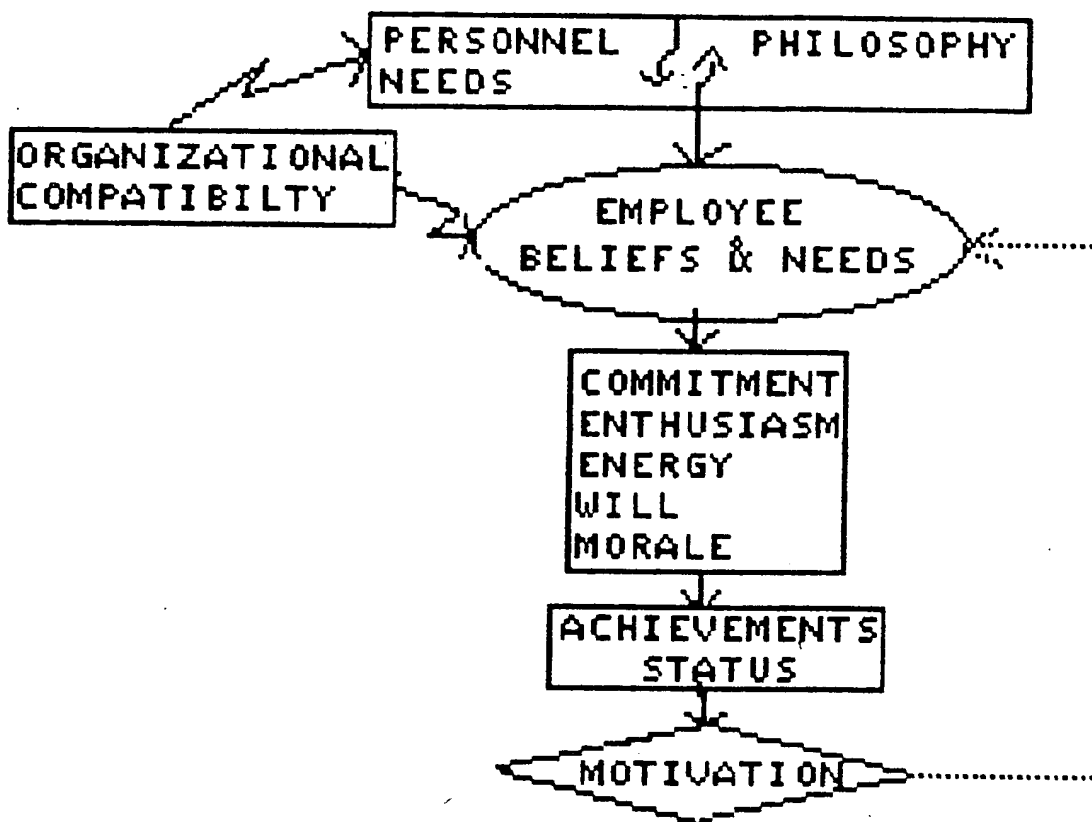 PERSONNEL PHILOSOPHY
NEEDS
ORGANIZATIONAL
COMPATIBILTY
EMPLOYEE
BELIEFS & NEEDS
COMMITMENT
ENTHUSIASM
ENERGY
WILL
MORALE
ACHIEVEMENTS
STATUS
MOTIVATION